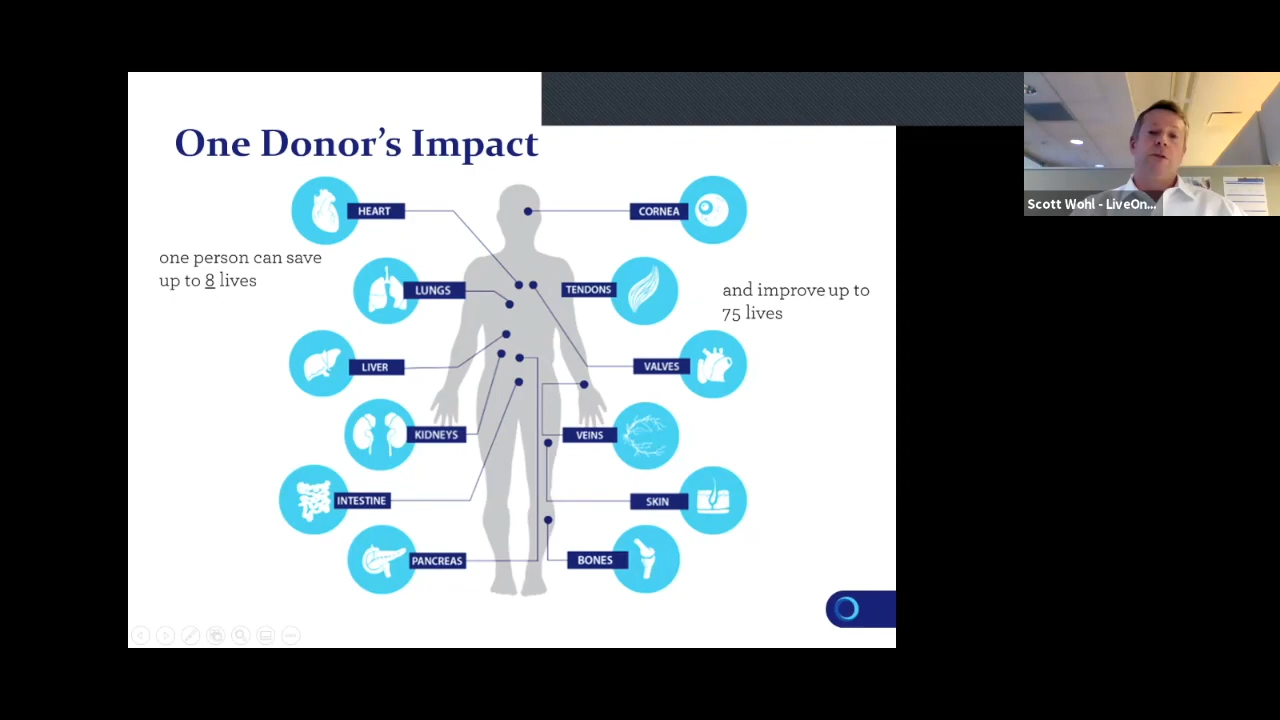 One Donor's Impact
HEART
CORNEA
one person can save
up to 8 lives
LUNGS
TENDONS
and improve up to
75 lives
LIVER
VALVES
KIDNEYS
VEINS
INTESTINE
SKIN
PANCREAS
BONES
Scott Wohl - LiveOn...